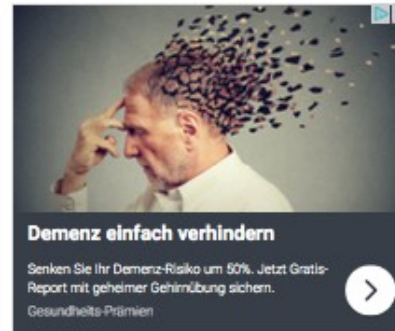 Demenz einfach verhindern
Senken Sie Ihr Demenz-Risiko um 50%. Jetzt Gratis-
Report mit geheimer Gehirnübung sichern.
Gesundheits-Prämien